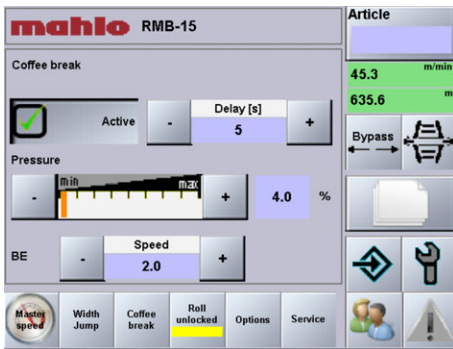 mahlo RMB-15
Article
Coffee break
45.3 m/min
635.6 m
Active
-
Delay [s]
5
+
Bypass
Pressure
min
max
-
+
4.0 %
BE
-
Speed
2.0
+
Master speed
Width Jump
Coffee break
Roll unlocked
Options
Service